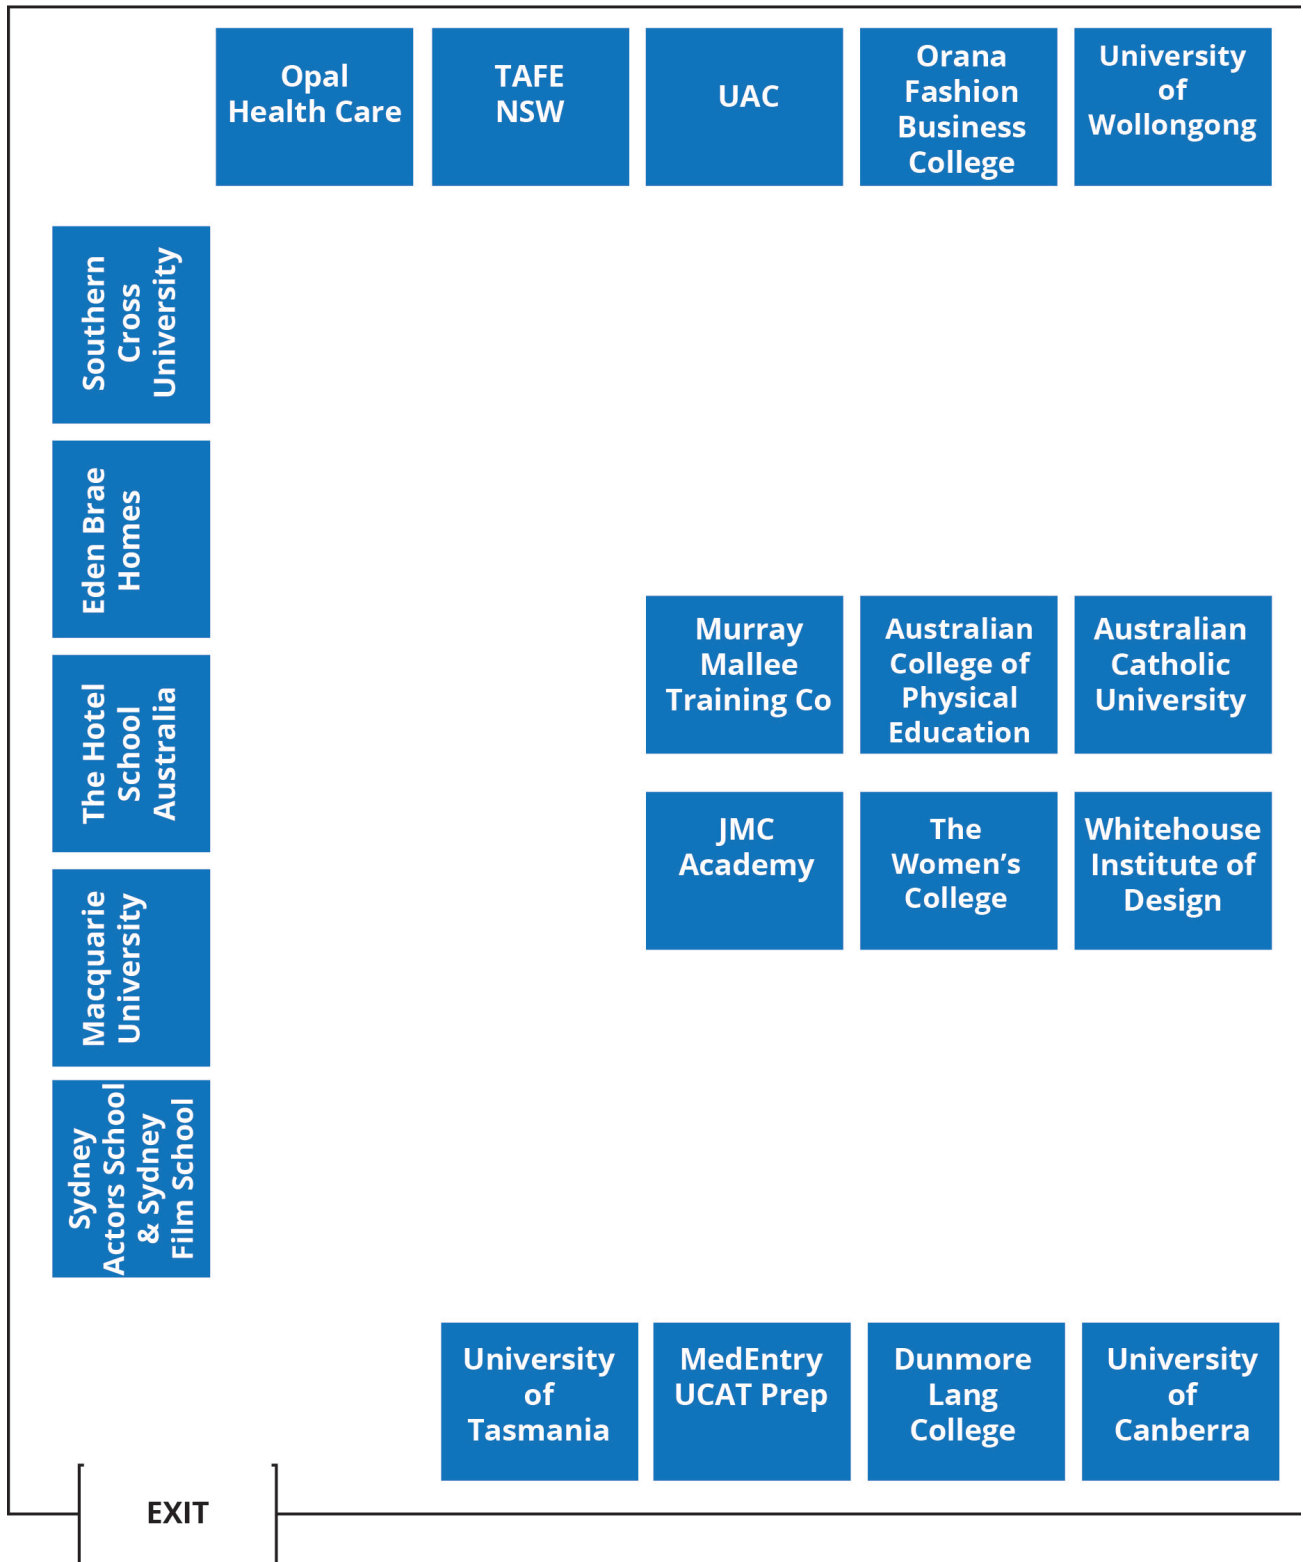 Opal
Health Care
TAFE
NSW
UAC
Orana
Fashion
Business
College
University
of
Wollongong
Southern
Cross
University
Eden Brae
Homes
The Hotel
School
Australia
Macquarie
University
Sydney
Actors School
& Sydney
Film School
Murray
Mallee
Training Co
Australian
College of
Physical
Education
Australian
Catholic
University
JMC
Academy
The
Women’s
College
Whitehouse
Institute of
Design
University
of
Tasmania
MedEntry
UCAT Prep
Dunmore
Lang
College
University
of
Canberra
EXIT